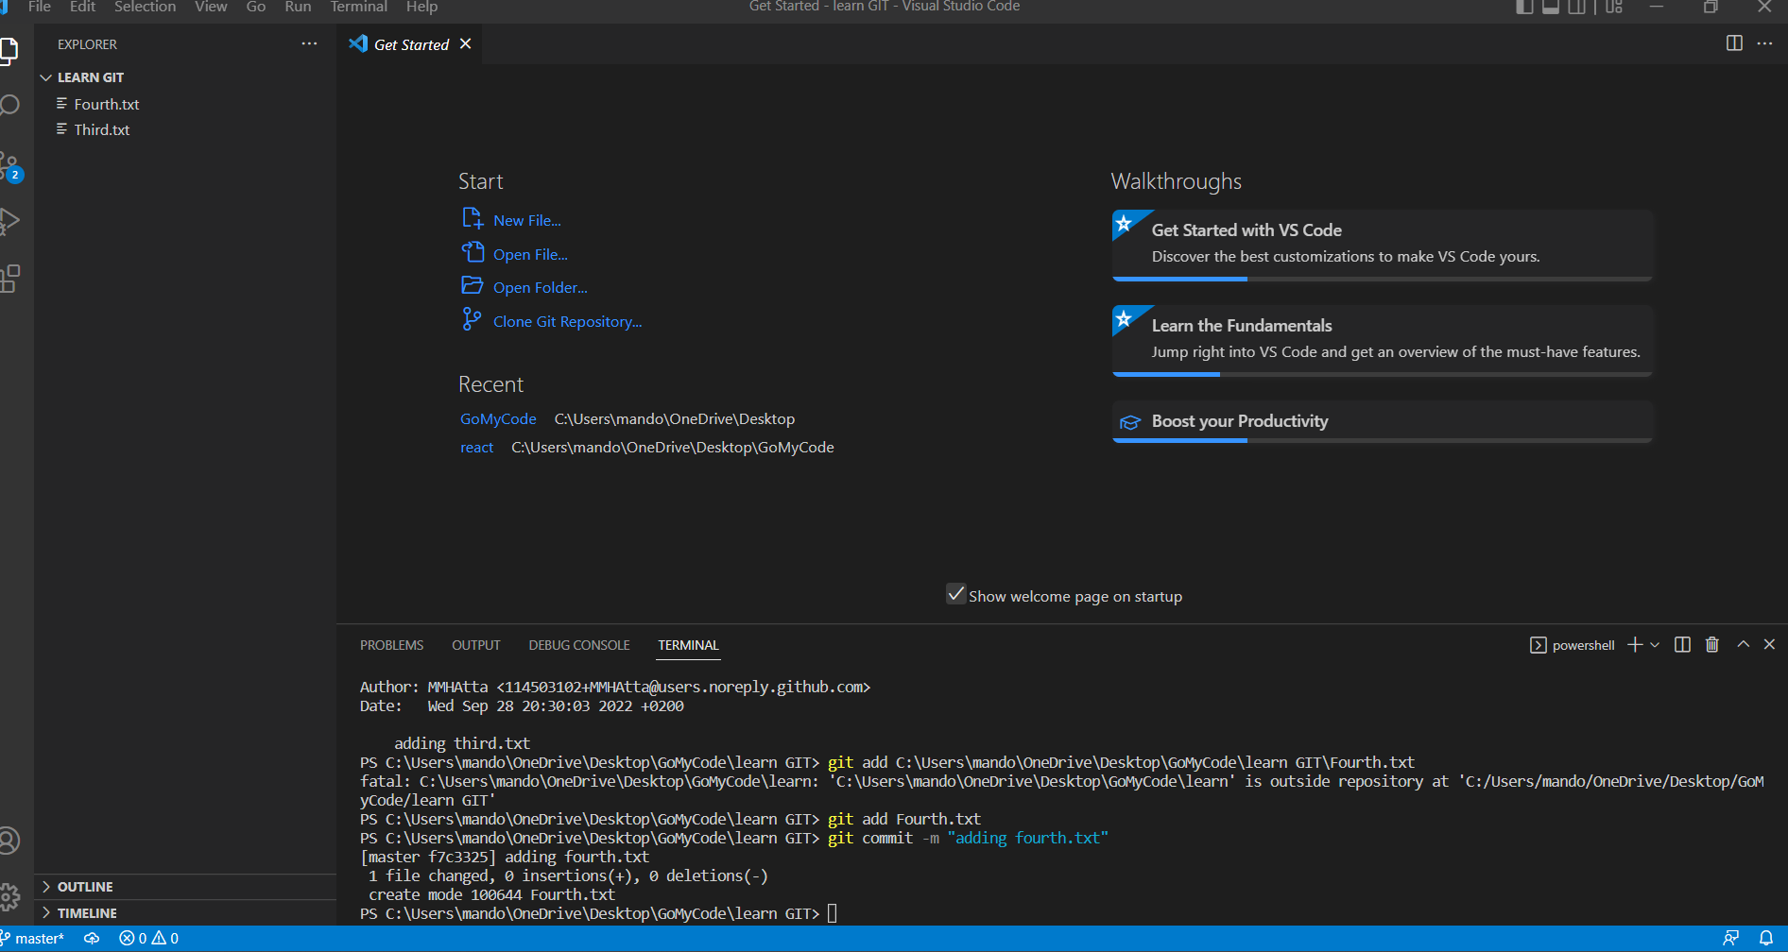 File Edit Selection View Go Run Terminal Help
Get Started - learn GIT - Visual Studio Code
EXPLORER
Get Started
LEARN GIT
Fourth.txt
Third.txt
2
Start
New File...
Open File...
Open Folder...
Clone Git Repository...
Recent
GoMyCode C:\Users\mando\OneDrive\Desktop
react C:\Users\mando\OneDrive\Desktop\GoMyCode
Walkthroughs
Get Started with VS Code
Discover the best customizations to make VS Code yours.
Learn the Fundamentals
Jump right into VS Code and get an overview of the must-have features.
Boost your Productivity
Show welcome page on startup
PROBLEMS OUTPUT DEBUG CONSOLE TERMINAL
powershell
Author: MMHAtta <114503102+MMHAtta@users.noreply.github.com>
Date: Wed Sep 28 20:30:03 2022 +0200
adding third.txt
PS C:\Users\mando\OneDrive\Desktop\GoMyCode\learn GIT> git add C:\Users\mando\OneDrive\Desktop\GoMyCode\learn GIT\Fourth.txt
fatal: C:\Users\mando\OneDrive\Desktop\GoMyCode\learn: 'C:\Users\mando\OneDrive\Desktop\GoMyCode\learn' is outside repository at 'C:/Users/mando/OneDrive/Desktop/GoM
yCode/learn GIT'
PS C:\Users\mando\OneDrive\Desktop\GoMyCode\learn GIT> git add Fourth.txt
PS C:\Users\mando\OneDrive\Desktop\GoMyCode\learn GIT> git commit -m "adding fourth.txt"
[master f7c3325] adding fourth.txt
1 file changed, 0 insertions(+), 0 deletions(-)
create mode 100644 Fourth.txt
PS C:\Users\mando\OneDrive\Desktop\GoMyCode\learn GIT>
OUTLINE
TIMELINE
master* 0 0